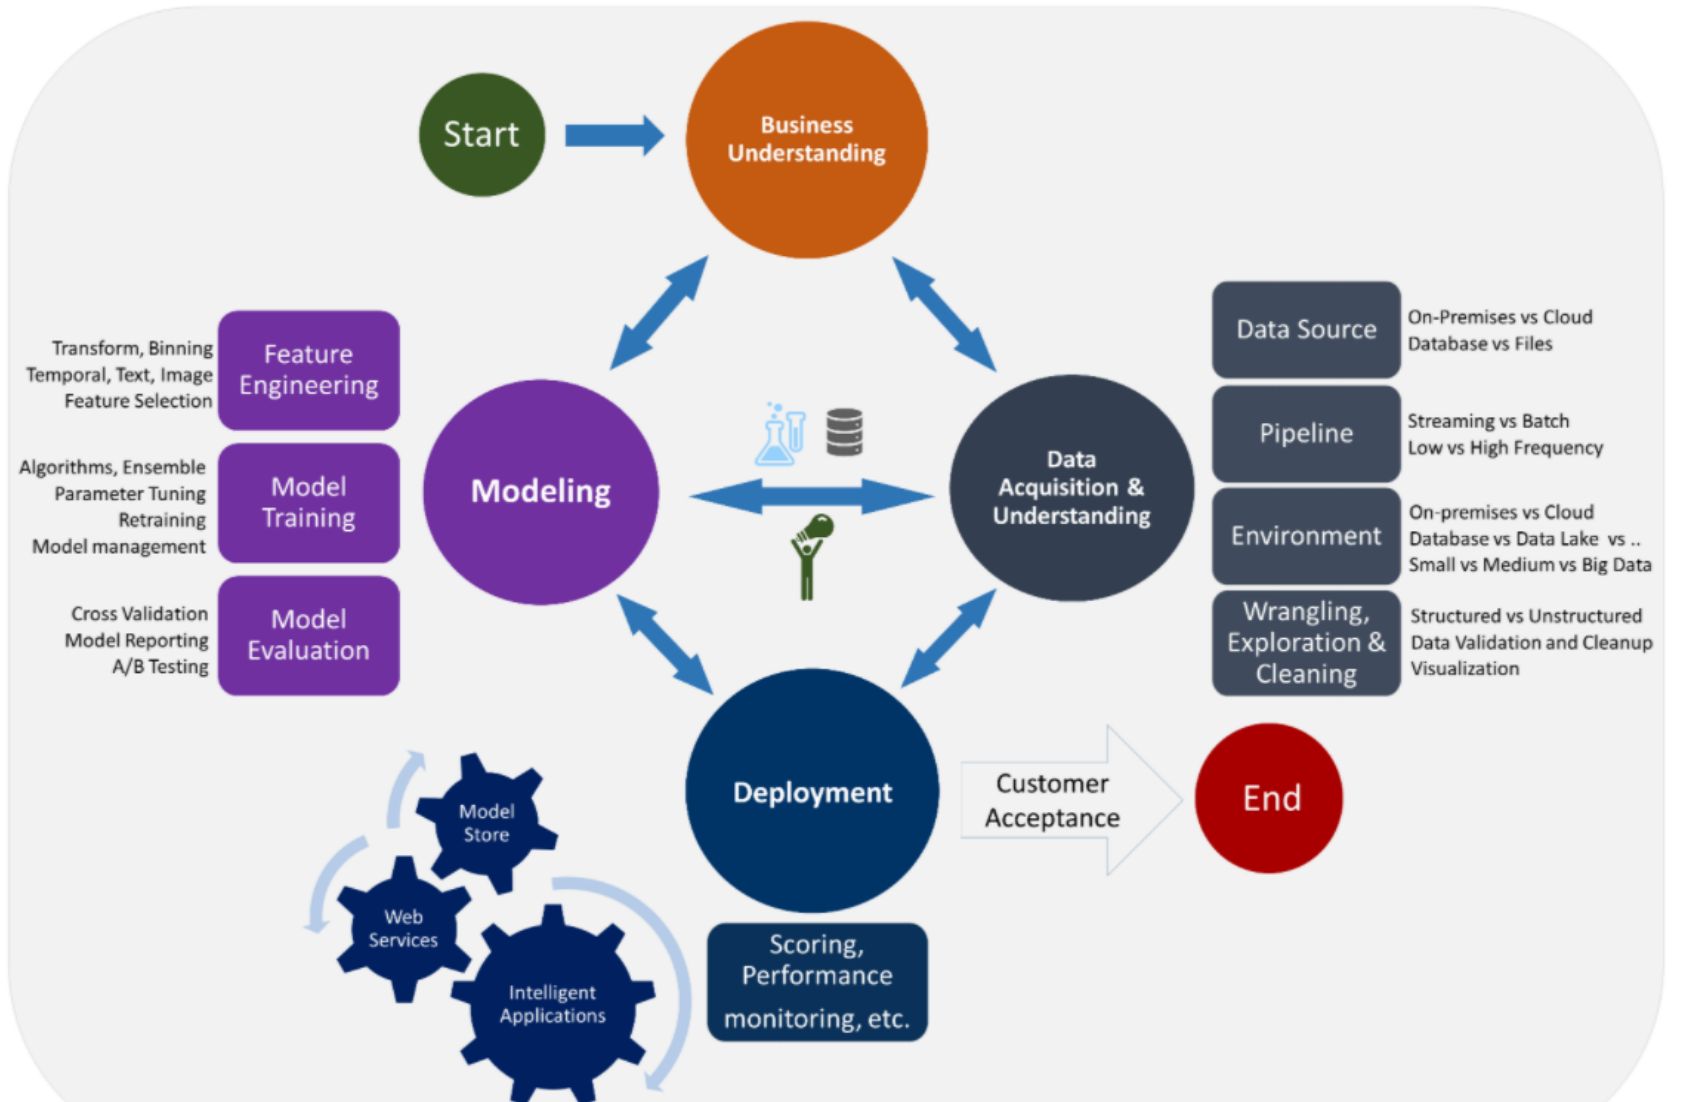 Start
Business
Understanding
Transform, Binning
Temporal, Text, Image
Feature Selection
Feature
Engineering
Algorithms, Ensemble
Parameter Tuning
Retraining
Model management
Model
Training
Cross Validation
Model Reporting
A/B Testing
Model
Evaluation
Modeling
Data
Acquisition &
Understanding
Data Source
On-Premises vs Cloud
Database vs Files
Pipeline
Streaming vs Batch
Low vs High Frequency
Environment
On-premises vs Cloud
Database vs Data Lake  vs ..
Small vs Medium vs Big Data
Wrangling,
Exploration &
Cleaning
Structured vs Unstructured
Data Validation and Cleanup
Visualization
Deployment
Customer
Acceptance
End
Model
Store
Web
Services
Intelligent
Applications
Scoring,
Performance
monitoring, etc.